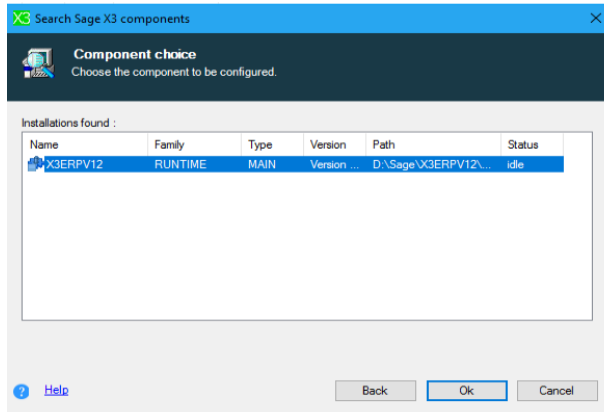 X3 Search Sage X3 components
Component choice
Choose the component to be configured.
Installations found :
Name Family Type Version Path Status
X3ERPV12 RUNTIME MAIN Version ... D:\Sage\X3ERPV12\... idle
? Help Back Ok Cancel